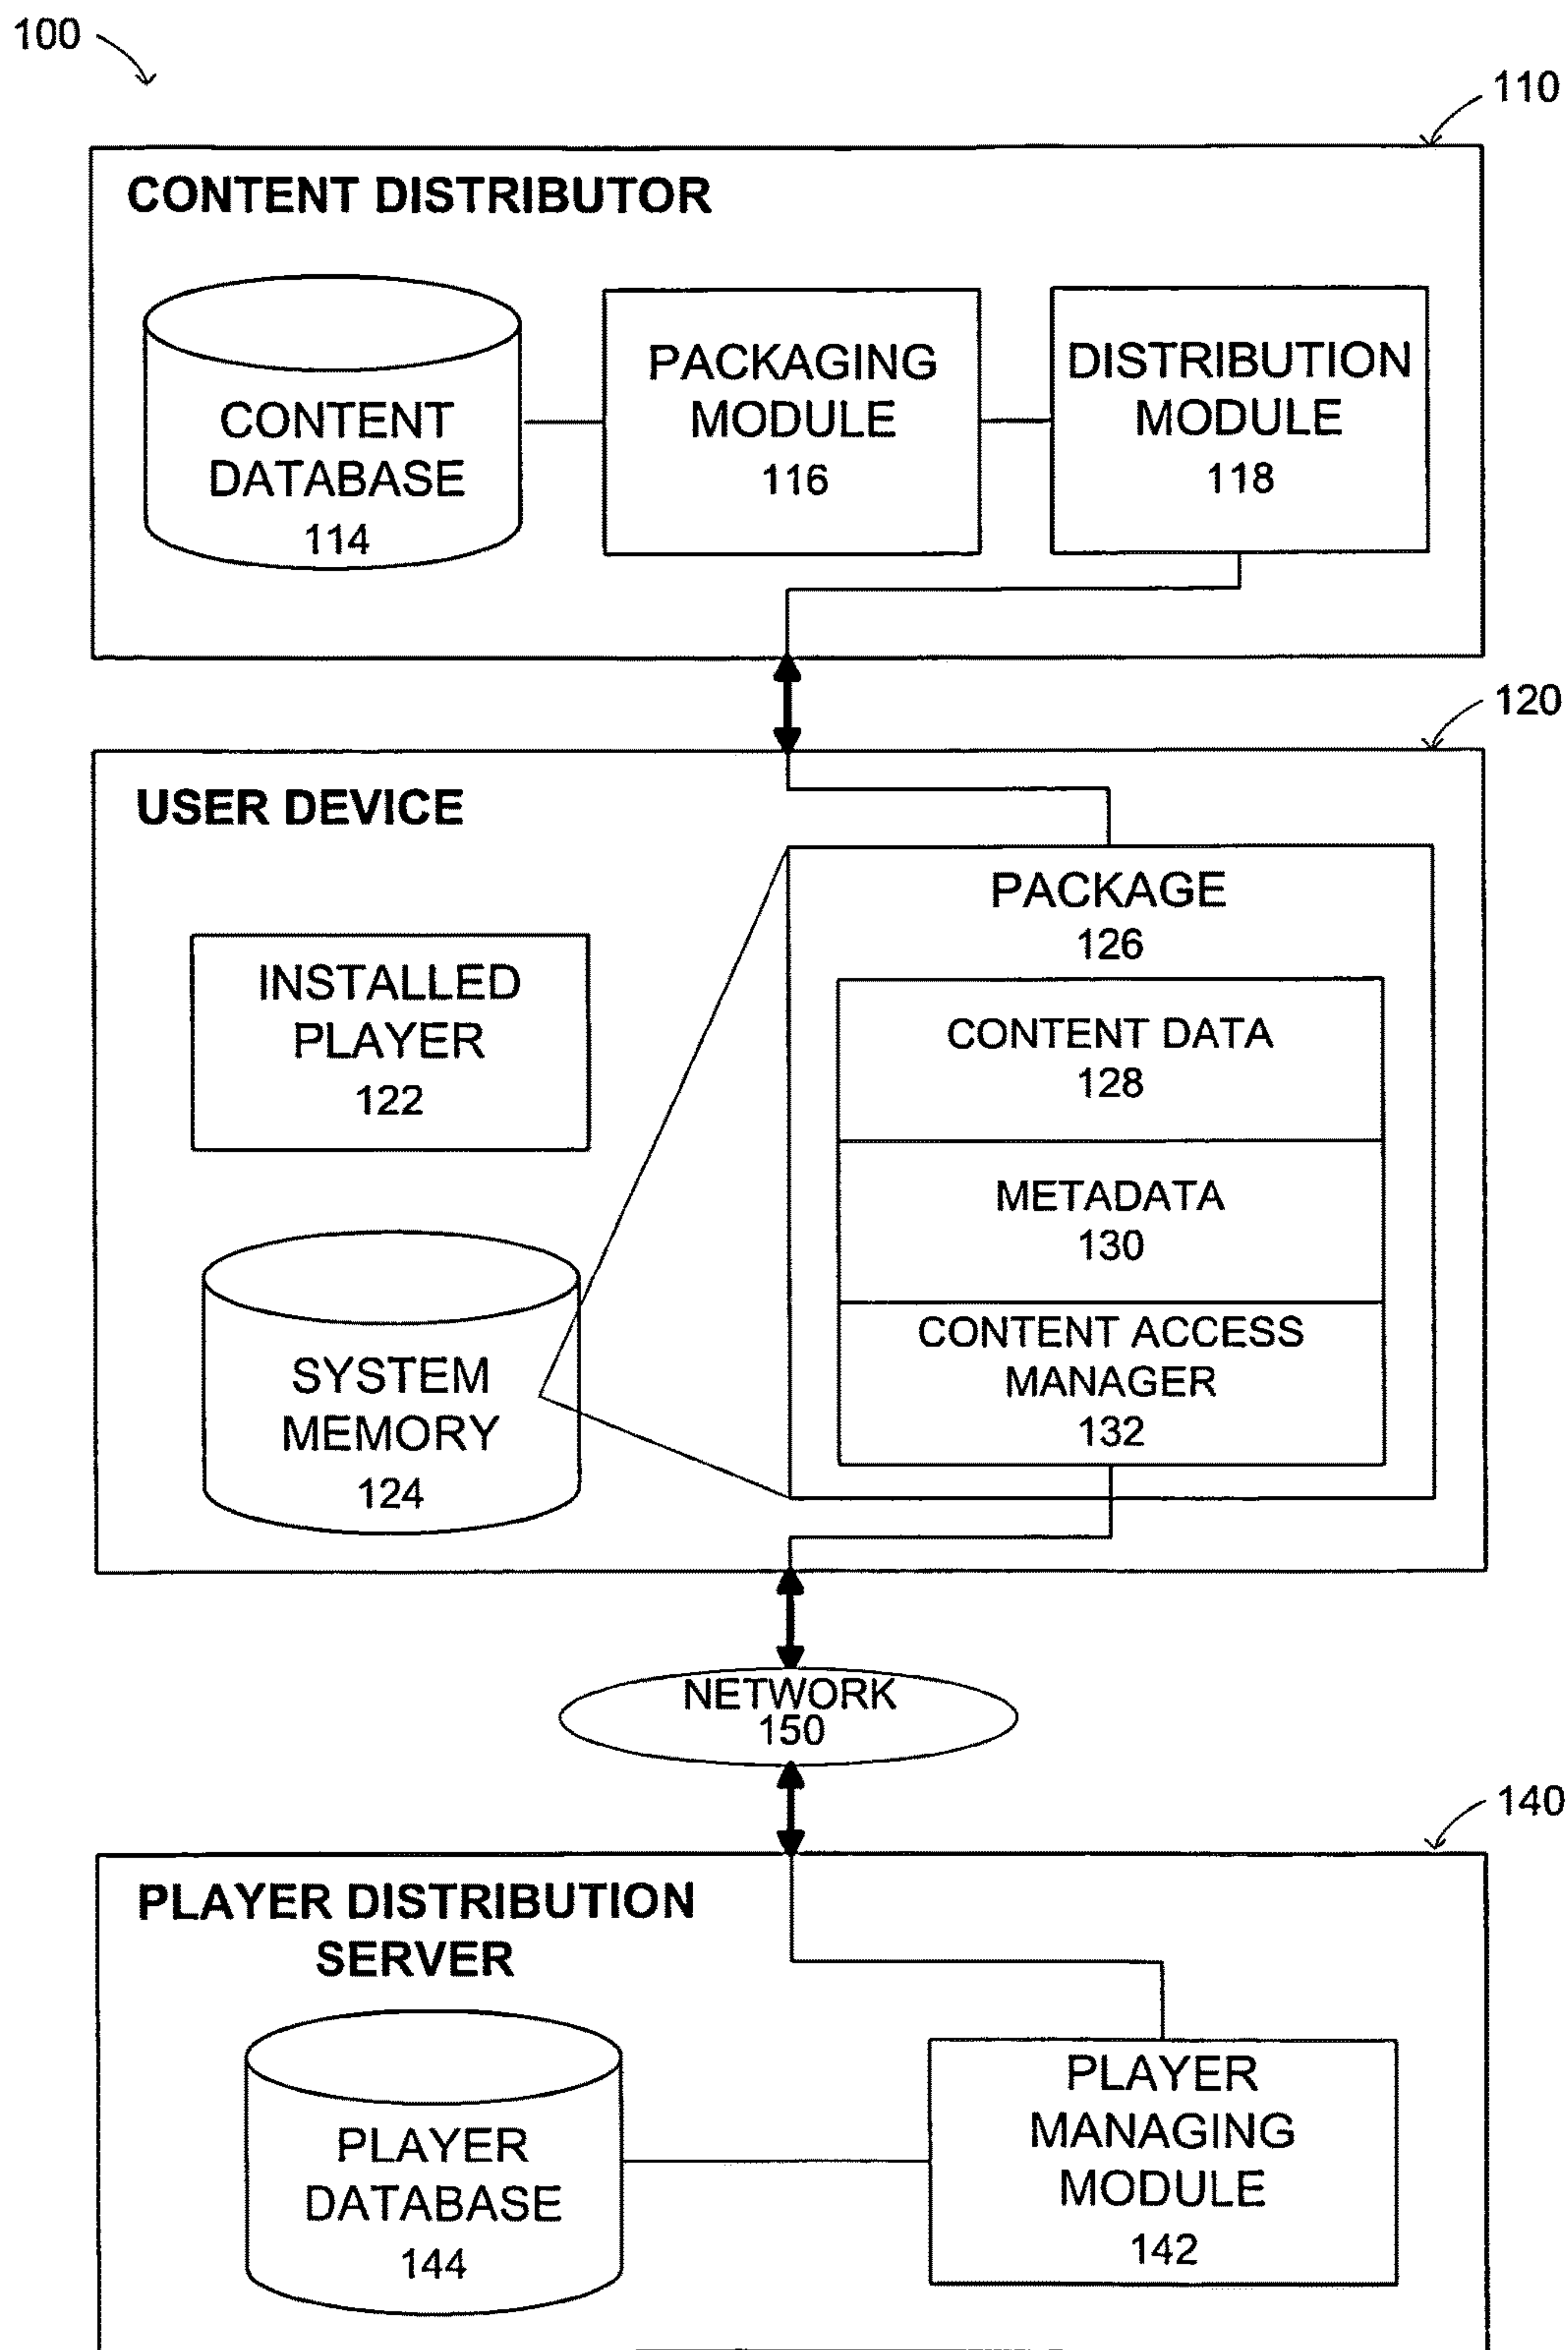 100
110
CONTENT DISTRIBUTOR
CONTENT
DATABASE
114
PACKAGING
MODULE
116
DISTRIBUTION
MODULE
118
120
USER DEVICE
INSTALLED
PLAYER
122
SYSTEM
MEMORY
124
PACKAGE
126
CONTENT DATA
128
METADATA
130
CONTENT ACCESS
MANAGER
132
NETWORK
150
140
PLAYER DISTRIBUTION
SERVER
PLAYER
DATABASE
144
PLAYER
MANAGING
MODULE
142